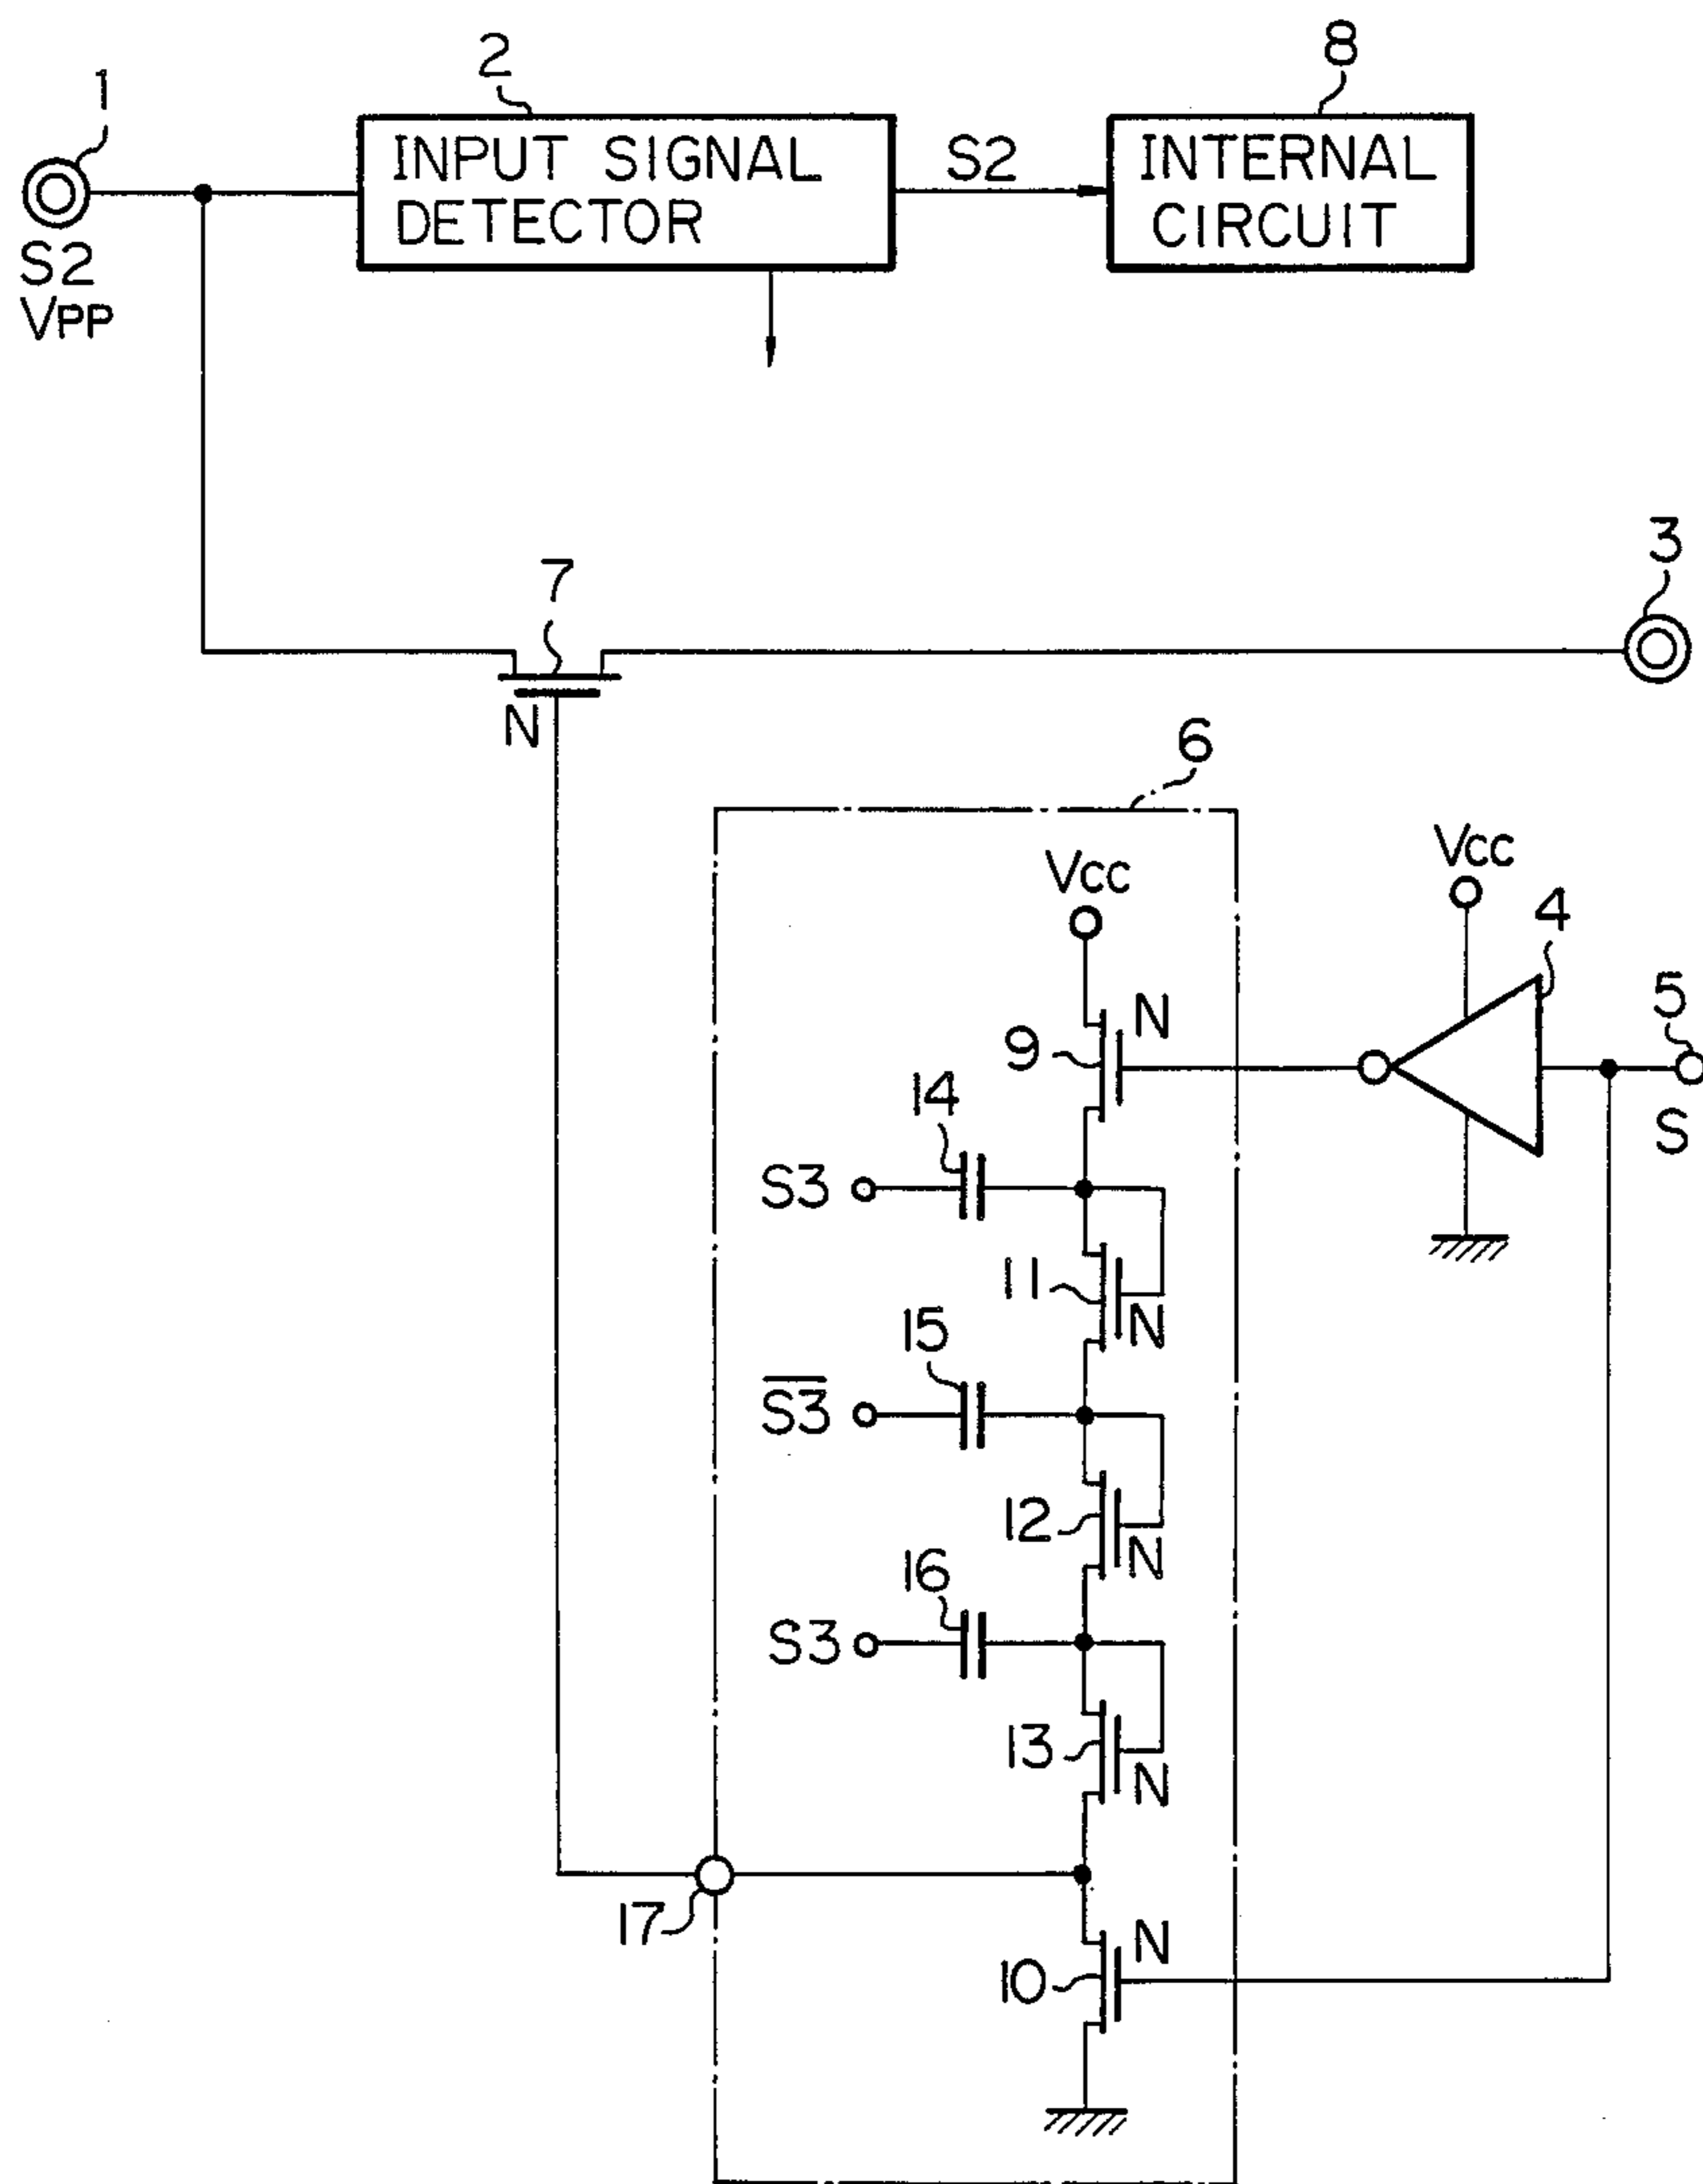 1
2
8
INPUT SIGNAL
DETECTOR
S2
INTERNAL
CIRCUIT
S2
VPP
3
7
N
6
VCC
VCC
4
5
S
N
9
14
S3
11
N
15
S̅3̅
12
N
16
S3
13
N
17
N
10